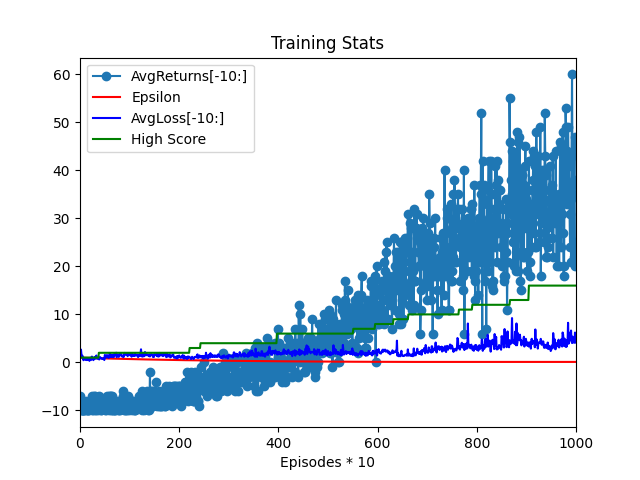 Training Stats
AvgReturns[-10:]
Epsilon
AvgLoss[-10:]
High Score
60
50
40
30
20
10
0
−10
0 200 400 600 800 1000
Episodes * 10